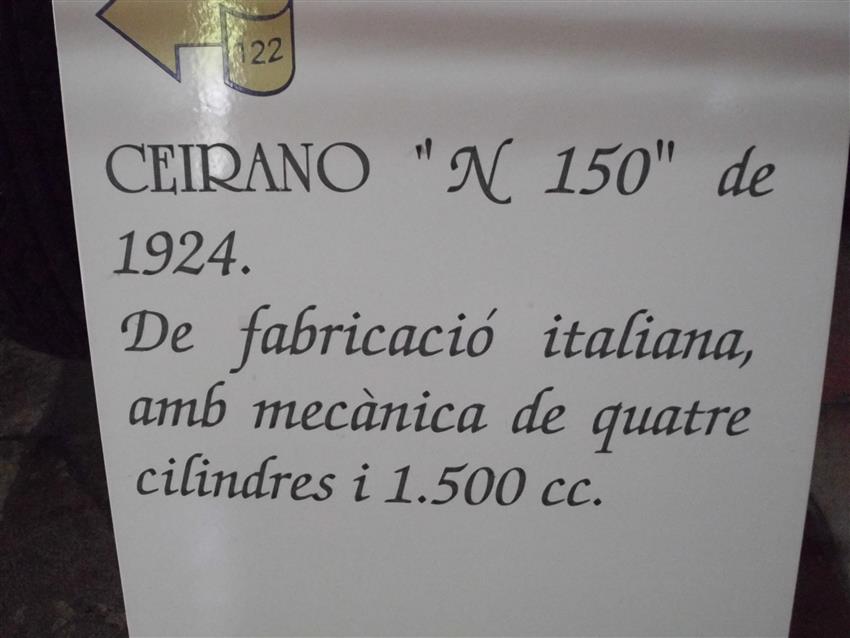 122
CEIRANO "N 150" de
1924.
De fabricació italiana,
amb mecànica de quatre
cilindres i 1.500 cc.